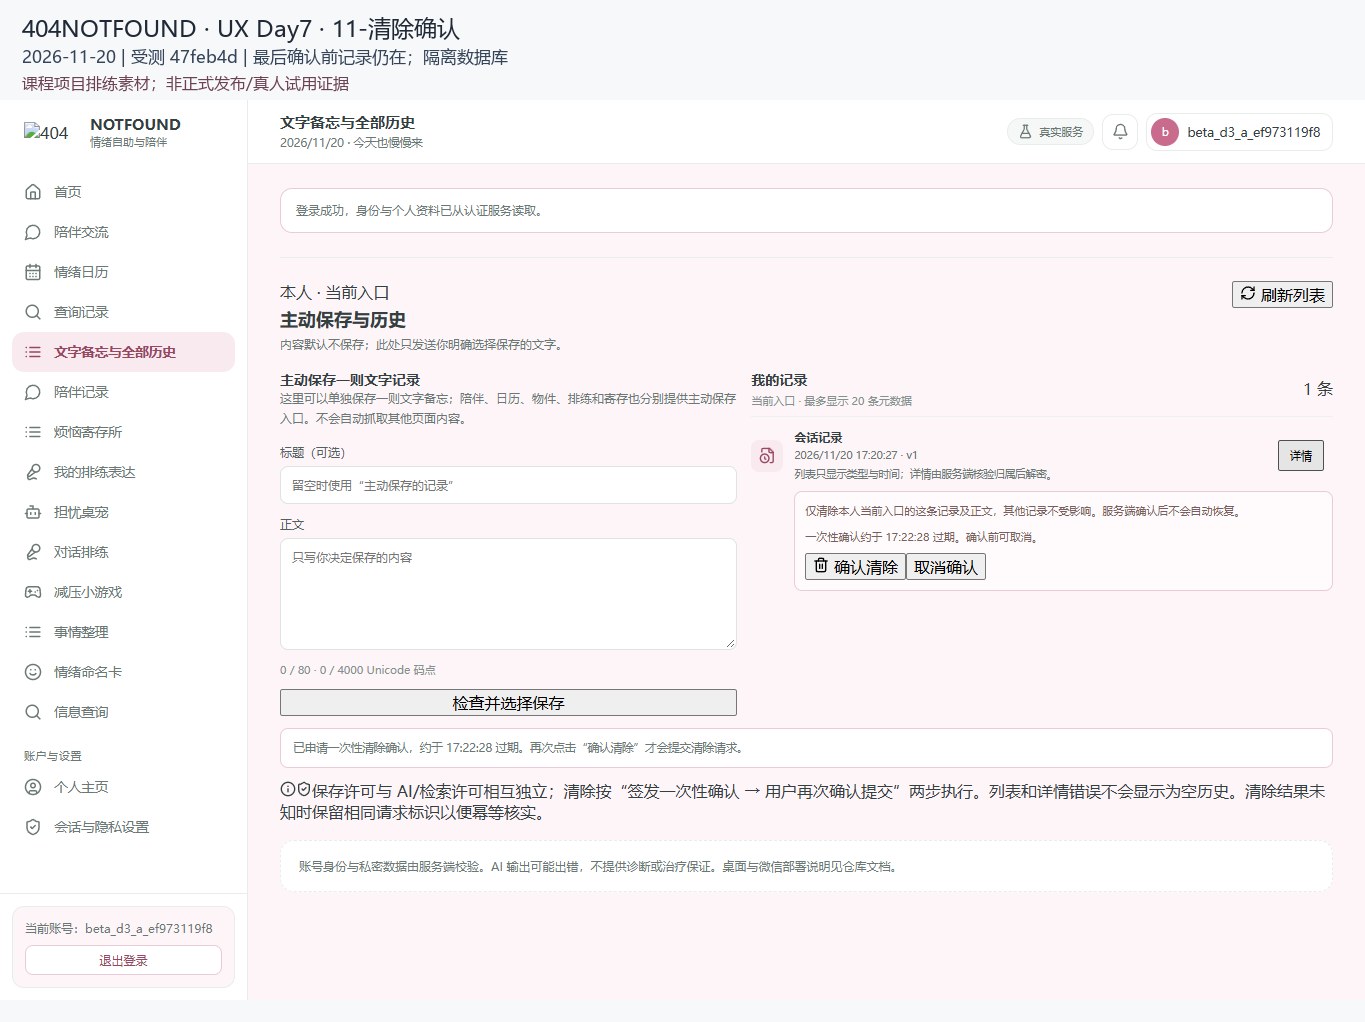 404NOTFOUND · UX Day7 · 11-清除确认
2026-11-20 | 受测 47feb4d | 最后确认前记录仍在；隔离数据库
课程项目排练素材；非正式发布/真人试用证据
404
NOTFOUND
情绪自助与陪伴
首页
陪伴交流
情绪日历
查询记录
文字备忘与全部历史
陪伴记录
烦恼寄存所
我的排练表达
担忧桌宠
对话排练
减压小游戏
事情整理
情绪命名卡
信息查询
账户与设置
个人主页
会话与隐私设置
当前账号：beta_d3_a_ef973119f8
退出登录
文字备忘与全部历史
2026/11/20 · 今天也慢慢来
真实服务
b
beta_d3_a_ef973119f8
登录成功，身份与个人资料已从认证服务读取。
本人 · 当前入口
主动保存与历史
内容默认不保存；此处只发送你明确选择保存的文字。
刷新列表
主动保存一则文字记录
这里可以单独保存一则文字备忘；陪伴、日历、物件、排练和寄存也分别提供主动保存
入口。不会自动抓取其他页面内容。
标题（可选）
留空时使用“主动保存的记录”
正文
只写你决定保存的内容
0 / 80 · 0 / 4000 Unicode 码点
检查并选择保存
我的记录
当前入口 · 最多显示 20 条元数据
1 条
会话记录
2026/11/20 17:20:27 · v1
列表只显示类型与时间；详情由服务端核验归属后解密。
详情
仅清除本人当前入口的这条记录及正文，其他记录不受影响。服务端确认后不会自动恢复。
一次性确认约于 17:22:28 过期。确认前可取消。
确认清除
取消确认
已申请一次性清除确认，约于 17:22:28 过期。再次点击“确认清除”才会提交清除请求。
保存许可与 AI/检索许可相互独立；清除按“签发一次性确认 → 用户再次确认提交”两步执行。列表和详情错误不会显示为空历史。清除结果未
知时保留相同请求标识以便幂等核实。
账号身份与私密数据由服务端校验。AI 输出可能出错，不提供诊断或治疗保证。桌面与微信部署说明见仓库文档。